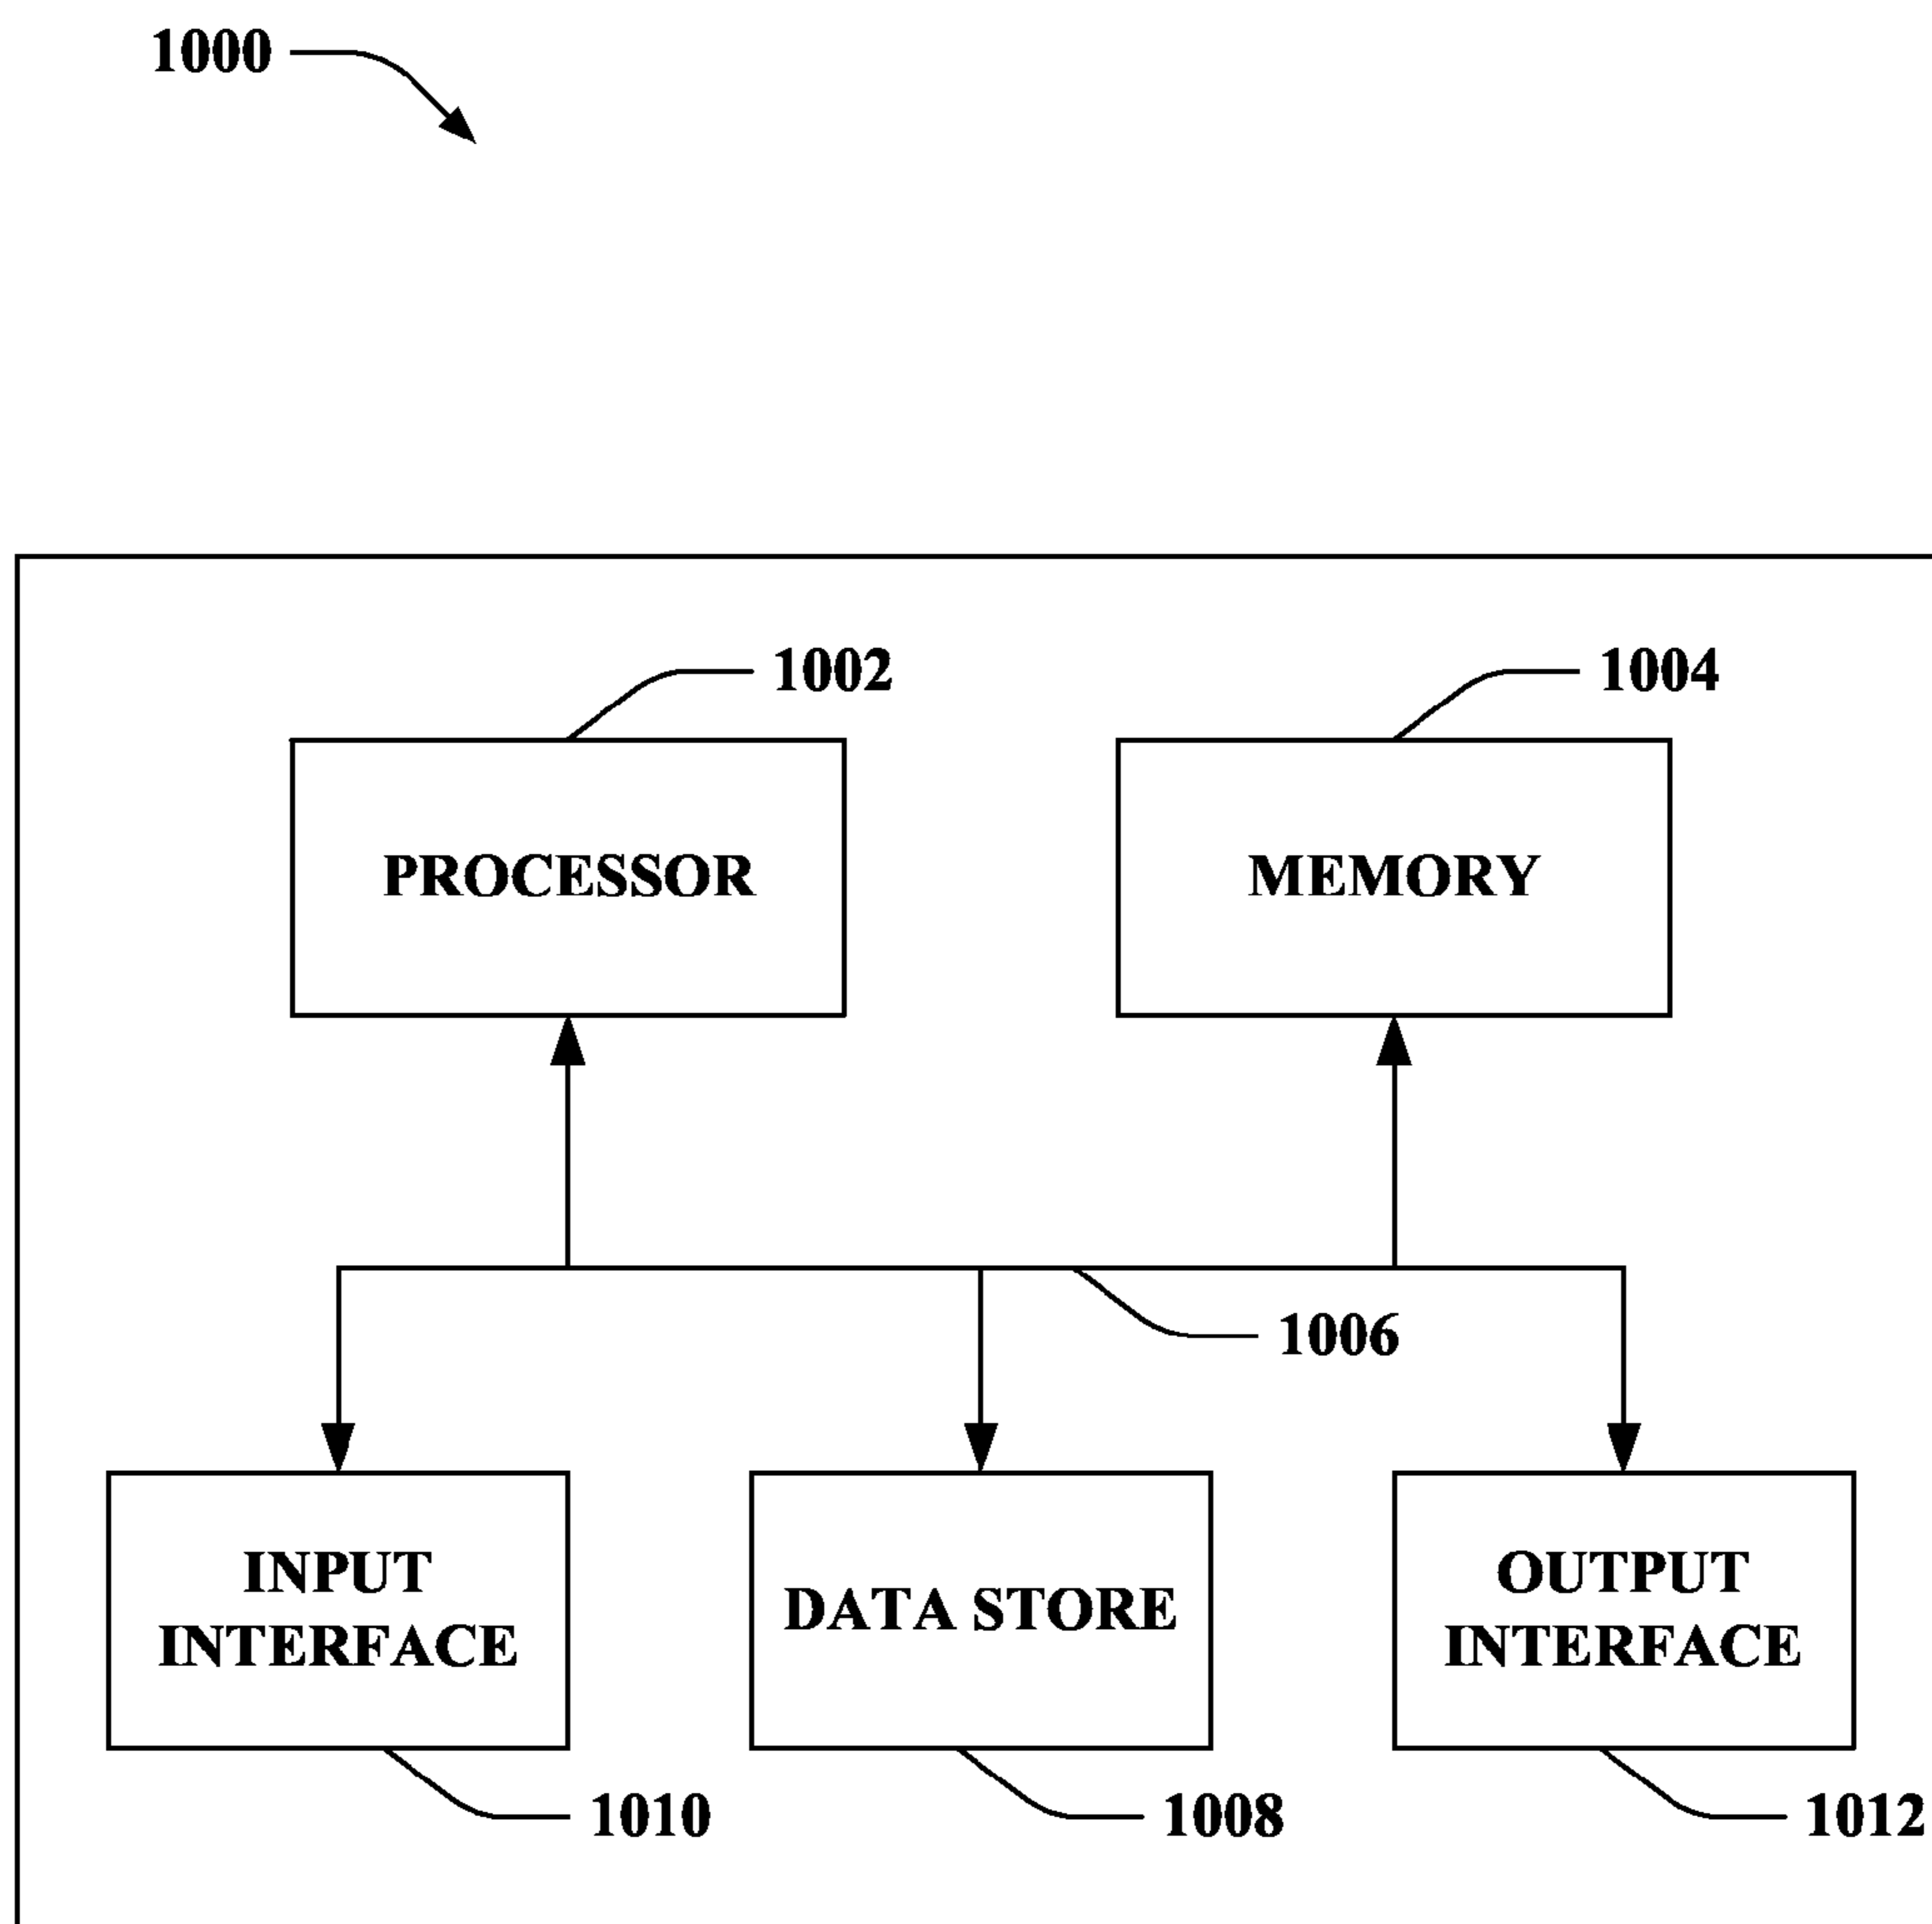 1000
1002
1004
PROCESSOR
MEMORY
1006
INPUT
INTERFACE
DATA STORE
OUTPUT
INTERFACE
1010
1008
1012